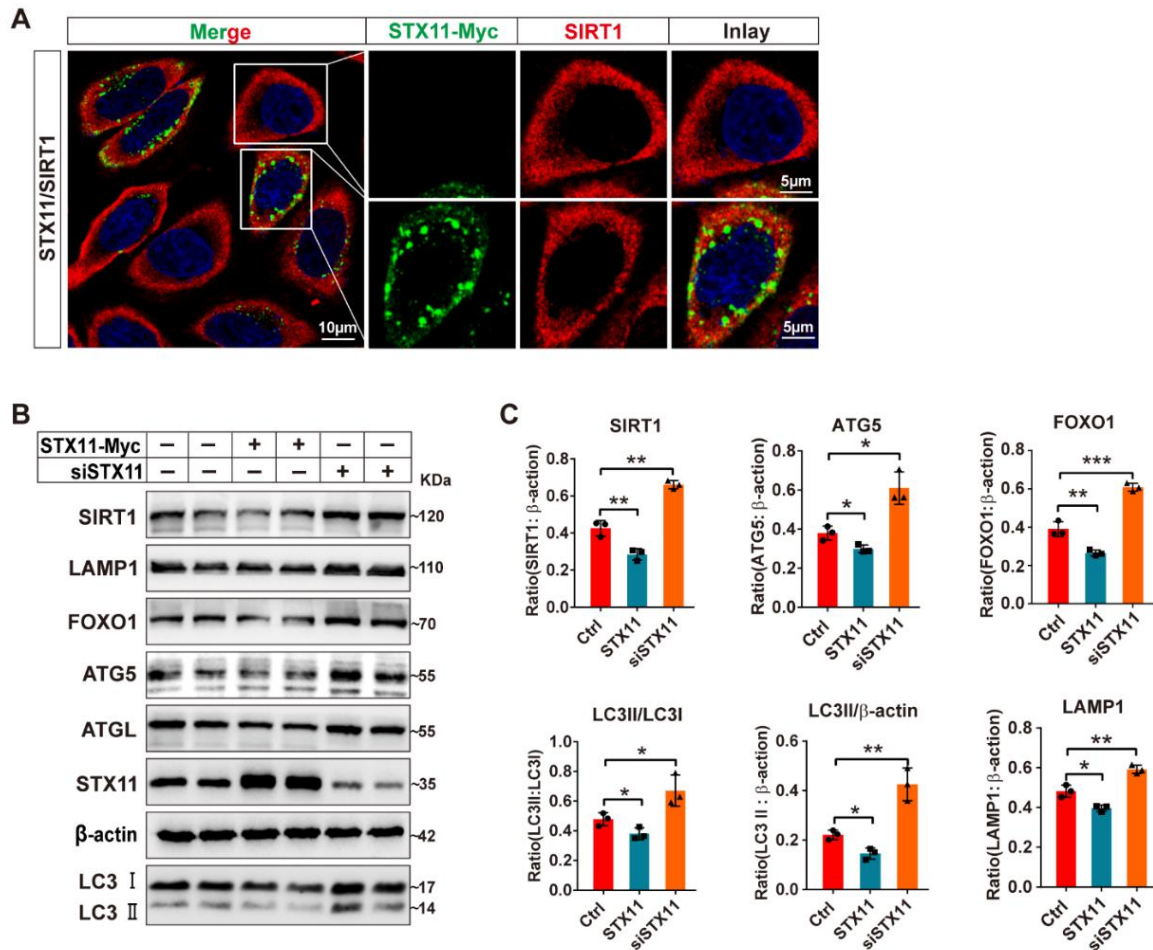 A
Merge STX11-Myc SIRT1 Inlay
STX11/SIRT1
10μm
5μm
5μm
B
STX11-Myc − − + + − −
siSTX11 − − − − + +
KDa
SIRT1 ~120
LAMP1 ~110
FOXO1 ~70
ATG5 ~55
ATGL ~55
STX11 ~35
β-actin ~42
LC3 Ⅰ ~17
LC3 Ⅱ ~14
C
SIRT1
Ratio(SIRT1: β-action)
0.8
0.6
0.4
0.2
0.0
**
**
Ctrl
STX11
siSTX11
ATG5
Ratio(ATG5: β-action)
0.8
0.6
0.4
0.2
0.0
*
*
Ctrl
STX11
siSTX11
FOXO1
Ratio(FOXO1:β-action)
0.8
0.6
0.4
0.2
0.0
***
**
Ctrl
STX11
siSTX11
LC3II/LC3I
Ratio(LC3II:LC3I)
1.0
0.8
0.6
0.4
0.2
0.0
*
*
Ctrl
STX11
siSTX11
LC3II/β-actin
Ratio(LC3 II : β-action)
0.6
0.4
0.2
0.0
**
*
Ctrl
STX11
siSTX11
LAMP1
Ratio(LAMP1: β-action)
0.8
0.6
0.4
0.2
0.0
**
*
Ctrl
STX11
siSTX11